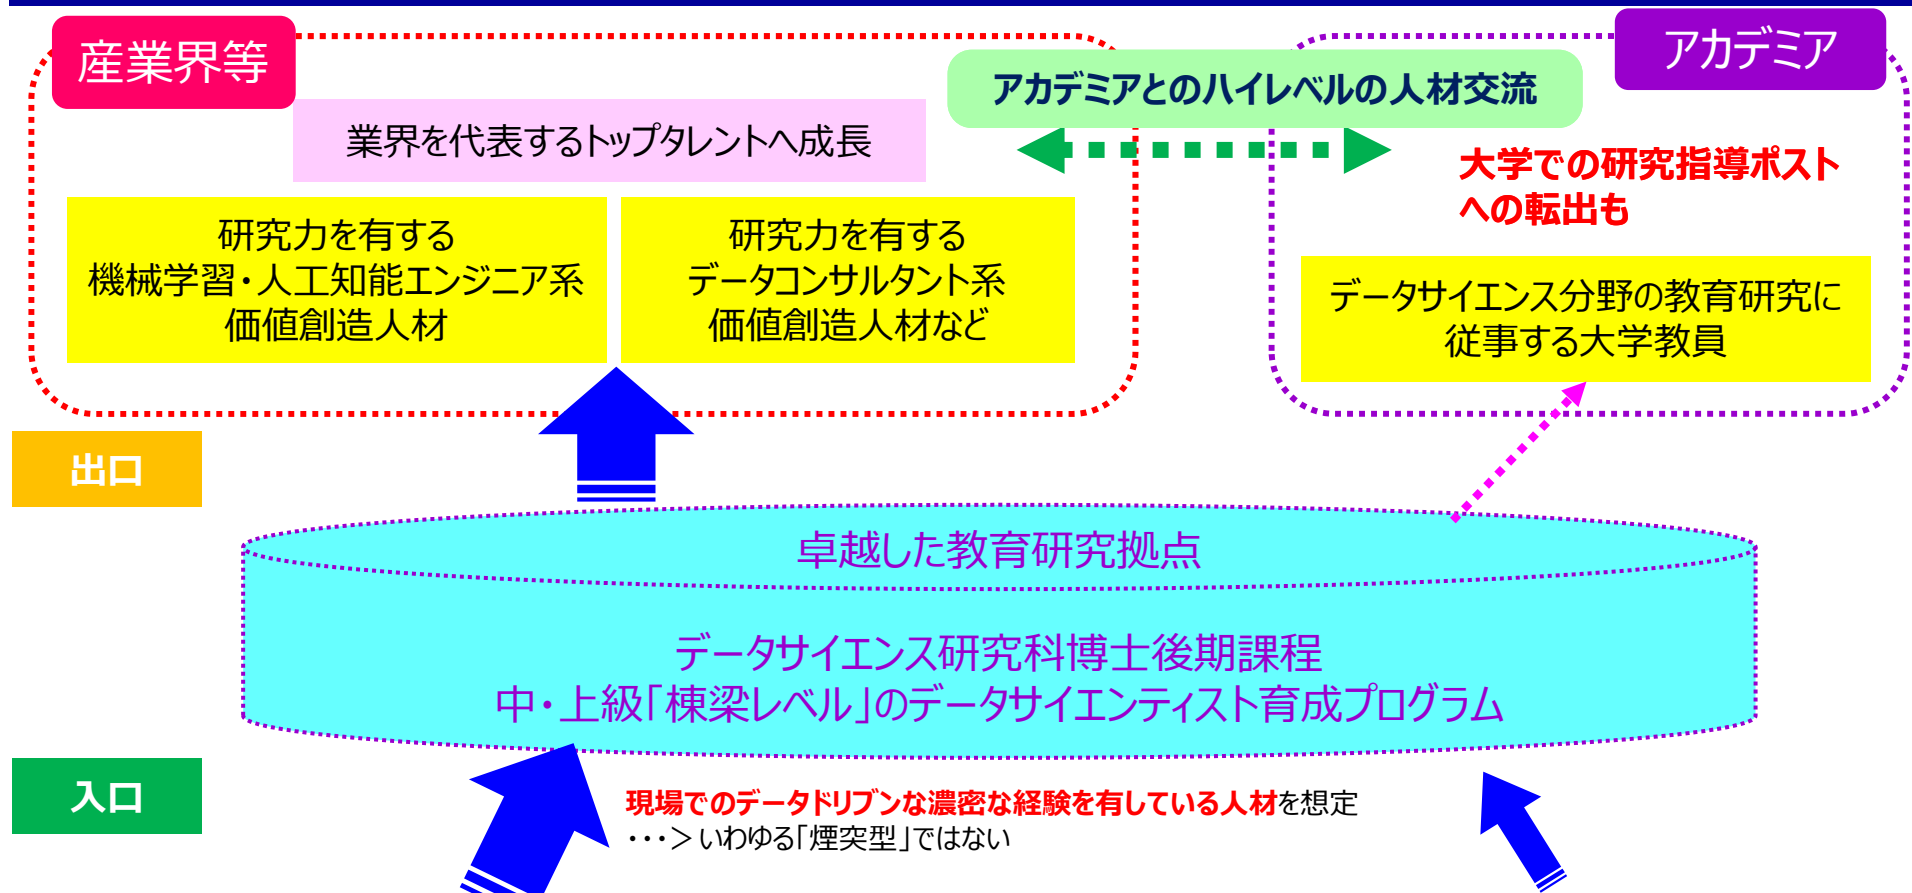 産業界等
アカデミア
アカデミアとのハイレベルの人材交流
業界を代表するトップタレントへ成長
大学での研究指導ポスト
への転出も
研究力を有する
機械学習・人工知能エンジニア系
価値創造人材
研究力を有する
データコンサルタント系
価値創造人材など
データサイエンス分野の教育研究に
従事する大学教員
出口
卓越した教育研究拠点
データサイエンス研究科博士後期課程
中・上級「棟梁レベル」のデータサイエンティスト育成プログラム
入口
現場でのデータドリブンな濃密な経験を有している人材を想定
・・・＞いわゆる「煙突型」ではない